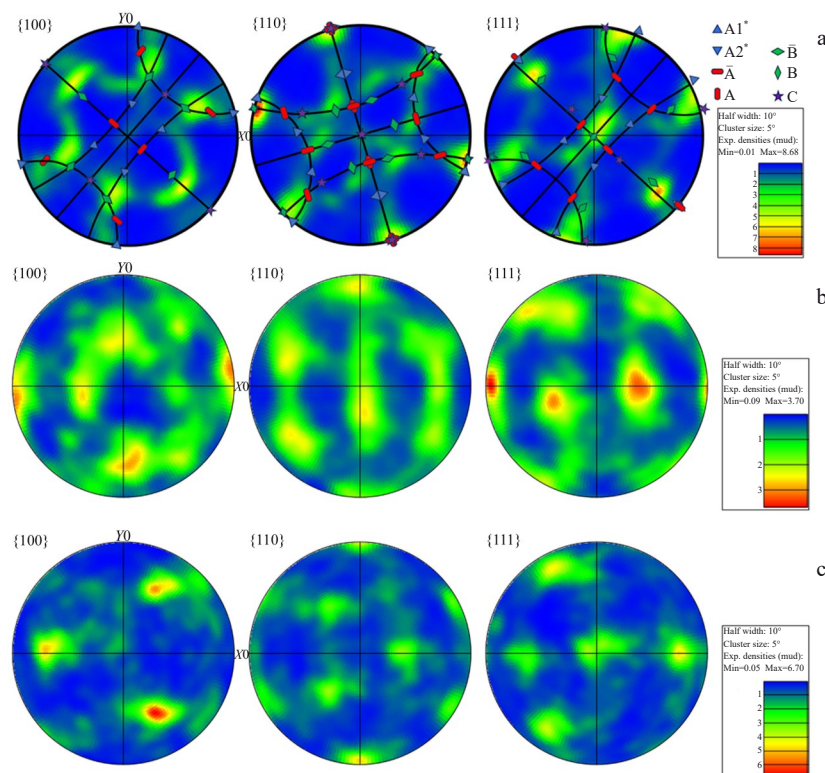 {100}
Y0
{110}
{111}
A1*
A2*
B̄
Ā
B
A
C
a
X0
Half width: 10°
Cluster size: 5°
Exp. densities (mud):
Min=0.01 Max=8.68
1
2
3
4
5
6
7
8
{100}
Y0
{110}
{111}
b
X0
Half width: 10°
Cluster size: 5°
Exp. densities (mud):
Min=0.09 Max=3.70
1
2
3
{100}
Y0
{110}
{111}
c
X0
Half width: 10°
Cluster size: 5°
Exp. densities (mud):
Min=0.05 Max=6.70
1
2
3
4
5
6